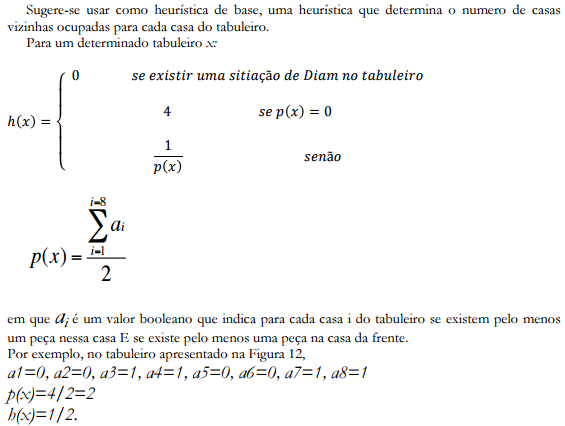 Sugere-se usar como heurística de base, uma heurística que determina o numero de casas
vizinhas ocupadas para cada casa do tabuleiro.
Para um determinado tabuleiro x:
0 se existir uma sitiação de Diam no tabuleiro
h(x) = { 4 se p(x) = 0
1/p(x) senão
i=8
p(x) = ∑ ai / 2
i=1
em que ai é um valor booleano que indica para cada casa i do tabuleiro se existem pelo menos
um peça nessa casa E se existe pelo menos uma peça na casa da frente.
Por exemplo, no tabuleiro apresentado na Figura 12,
a1=0, a2=0, a3=1, a4=1, a5=0, a6=0, a7=1, a8=1
p(x)=4/2=2
h(x)=1/2.